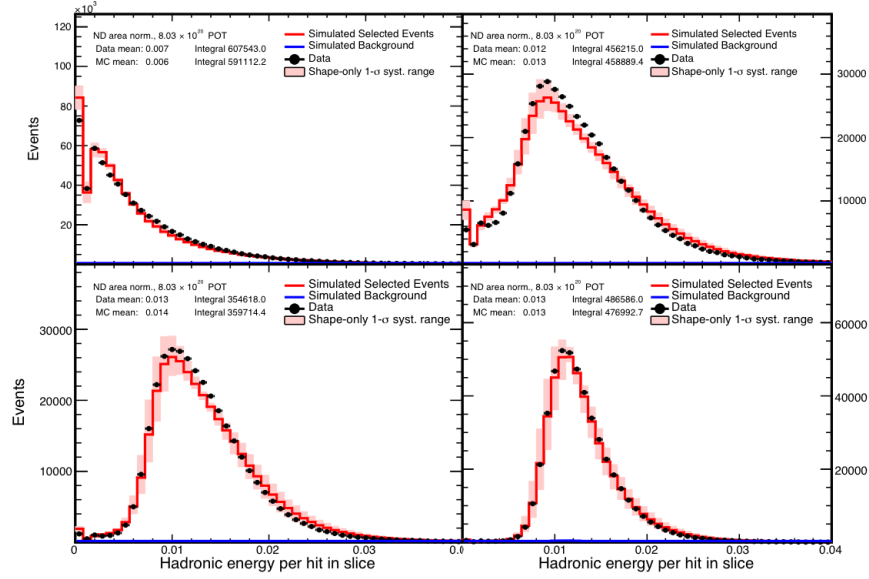 ×10³
120
100
80
60
40
20
Events
ND area norm., 8.03 × 10²⁰ POT
Data mean: 0.007 Integral 607543.0
MC mean: 0.006 Integral 591112.2
Simulated Selected Events
Simulated Background
Data
Shape-only 1-σ syst. range
ND area norm., 8.03 × 10²⁰ POT
Data mean: 0.012 Integral 456215.0
MC mean: 0.013 Integral 458889.4
Simulated Selected Events
Simulated Background
Data
Shape-only 1-σ syst. range
30000
20000
10000
ND area norm., 8.03 × 10²⁰ POT
Data mean: 0.013 Integral 354618.0
MC mean: 0.014 Integral 359714.4
Simulated Selected Events
Simulated Background
Data
Shape-only 1-σ syst. range
30000
20000
10000
Events
0 0.01 0.02 0.03 0.0
Hadronic energy per hit in slice
ND area norm., 8.03 × 10²⁰ POT
Data mean: 0.013 Integral 486586.0
MC mean: 0.013 Integral 476992.7
Simulated Selected Events
Simulated Background
Data
Shape-only 1-σ syst. range
60000
40000
20000
0.01 0.02 0.03 0.04
Hadronic energy per hit in slice